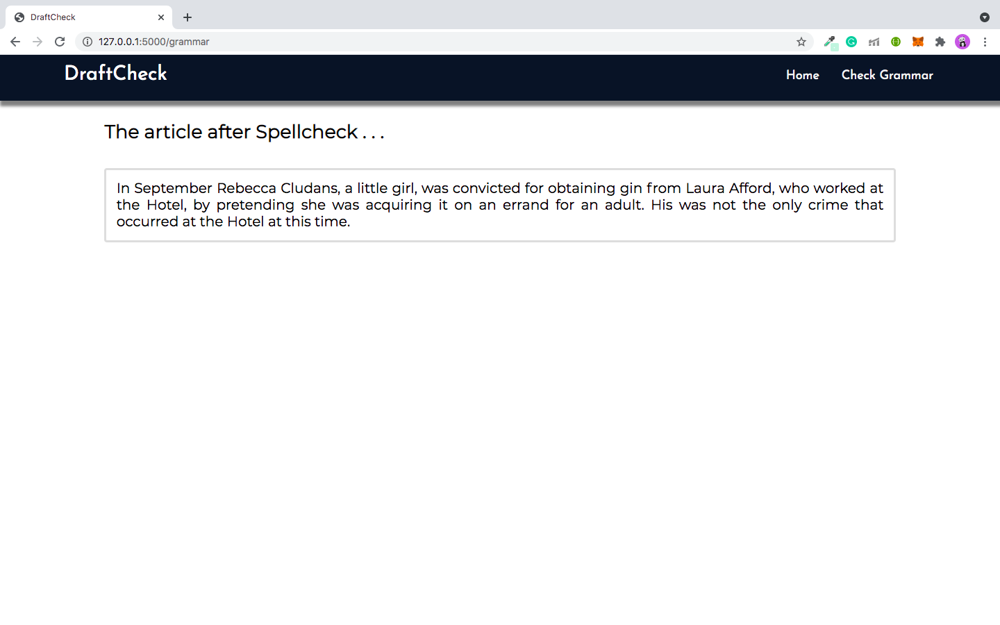 DraftCheck
127.0.0.1:5000/grammar
DraftCheck
Home
Check Grammar
The article after Spellcheck . . .
In September Rebecca Cludans, a little girl, was convicted for obtaining gin from Laura Afford, who worked at
the Hotel, by pretending she was acquiring it on an errand for an adult. His was not the only crime that
occurred at the Hotel at this time.